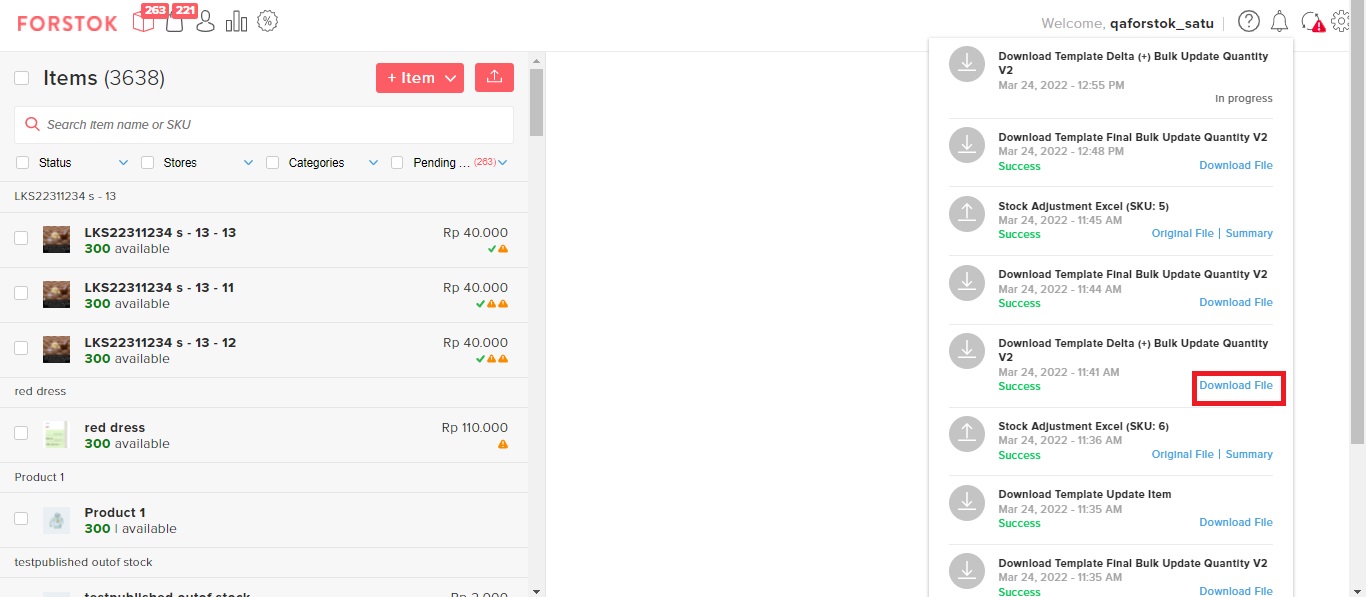 FORSTOK
263
221
Welcome, qaforstok_satu
Items (3638)
+ Item
Search Item name or SKU
Status
Stores
Categories
Pending ... (263)
LKS22311234 s - 13
LKS22311234 s - 13 - 13
Rp 40.000
300 available
LKS22311234 s - 13 - 11
Rp 40.000
300 available
LKS22311234 s - 13 - 12
Rp 40.000
300 available
red dress
red dress
Rp 110.000
300 available
Product 1
Product 1
300 | available
testpublished outof stock
testpublished outof stock
Rp 2.000
Download Template Delta (+) Bulk Update Quantity
V2
Mar 24, 2022 - 12:55 PM
In progress
Download Template Final Bulk Update Quantity V2
Mar 24, 2022 - 12:48 PM
Success
Download File
Stock Adjustment Excel (SKU: 5)
Mar 24, 2022 - 11:45 AM
Success
Original File | Summary
Download Template Final Bulk Update Quantity V2
Mar 24, 2022 - 11:44 AM
Success
Download File
Download Template Delta (+) Bulk Update Quantity
V2
Mar 24, 2022 - 11:41 AM
Success
Download File
Stock Adjustment Excel (SKU: 6)
Mar 24, 2022 - 11:36 AM
Success
Original File | Summary
Download Template Update Item
Mar 24, 2022 - 11:35 AM
Success
Download File
Download Template Final Bulk Update Quantity V2
Mar 24, 2022 - 11:35 AM
Success
Download File